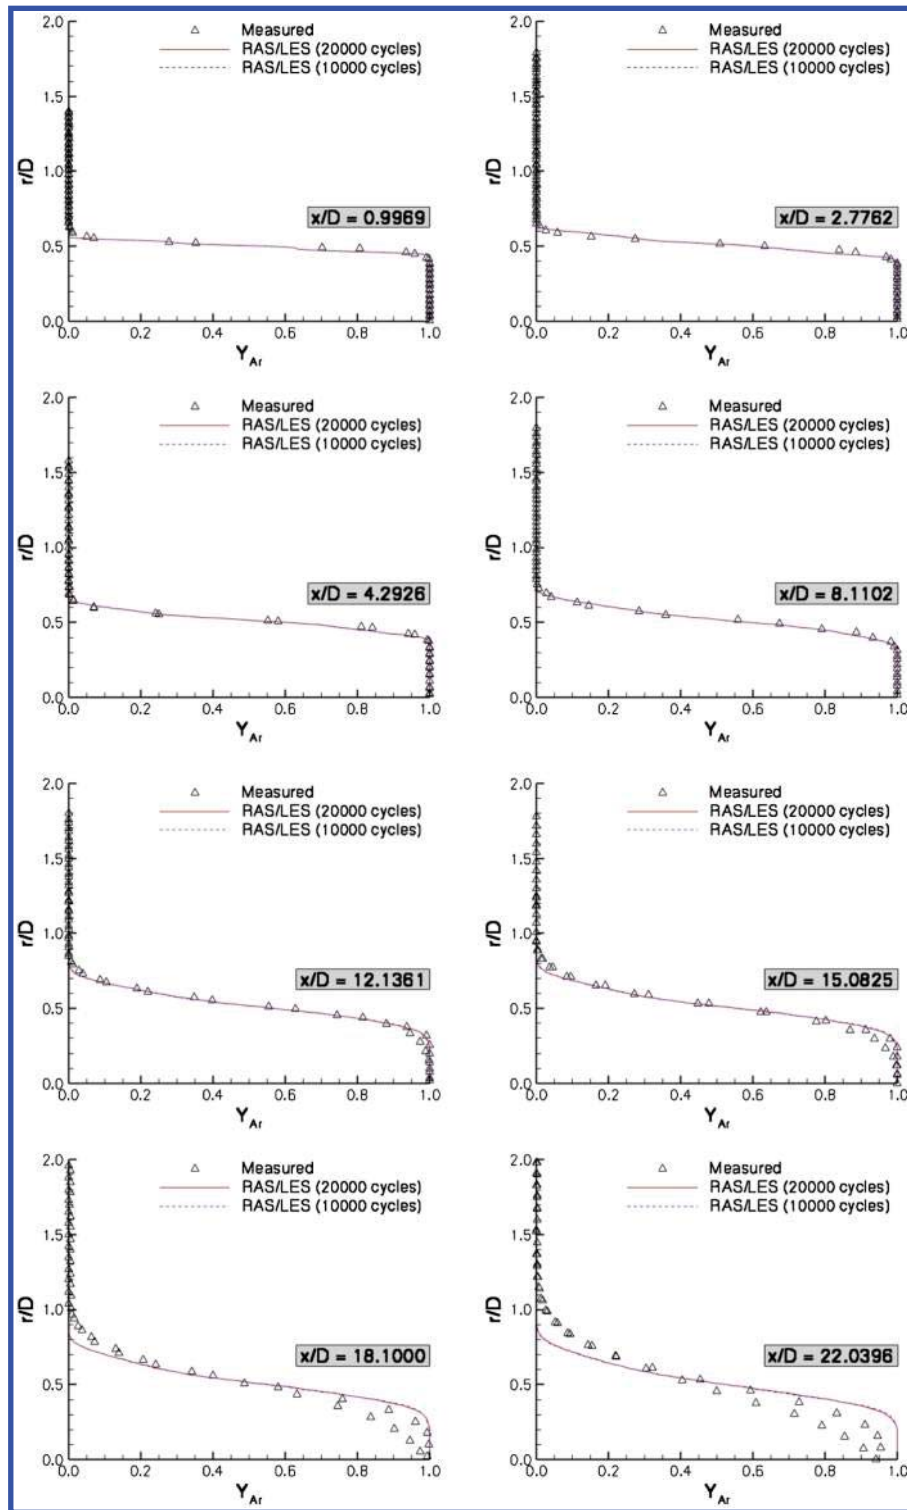 2.0
1.5
1.0
0.5
0.0
r/D
Measured
RAS/LES (20000 cycles)
RAS/LES (10000 cycles)
x/D = 0.9969
0.0 0.2 0.4 0.6 0.8 1.0
Y_Ar
2.0
1.5
1.0
0.5
0.0
r/D
Measured
RAS/LES (20000 cycles)
RAS/LES (10000 cycles)
x/D = 2.7762
0.0 0.2 0.4 0.6 0.8 1.0
Y_Ar
2.0
1.5
1.0
0.5
0.0
r/D
Measured
RAS/LES (20000 cycles)
RAS/LES (10000 cycles)
x/D = 4.2926
0.0 0.2 0.4 0.6 0.8 1.0
Y_Ar
2.0
1.5
1.0
0.5
0.0
r/D
Measured
RAS/LES (20000 cycles)
RAS/LES (10000 cycles)
x/D = 8.1102
0.0 0.2 0.4 0.6 0.8 1.0
Y_Ar
2.0
1.5
1.0
0.5
0.0
r/D
Measured
RAS/LES (20000 cycles)
RAS/LES (10000 cycles)
x/D = 12.1361
0.0 0.2 0.4 0.6 0.8 1.0
Y_Ar
2.0
1.5
1.0
0.5
0.0
r/D
Measured
RAS/LES (20000 cycles)
RAS/LES (10000 cycles)
x/D = 15.0825
0.0 0.2 0.4 0.6 0.8 1.0
Y_Ar
2.0
1.5
1.0
0.5
0.0
r/D
Measured
RAS/LES (20000 cycles)
RAS/LES (10000 cycles)
x/D = 18.1000
0.0 0.2 0.4 0.6 0.8 1.0
Y_Ar
2.0
1.5
1.0
0.5
0.0
r/D
Measured
RAS/LES (20000 cycles)
RAS/LES (10000 cycles)
x/D = 22.0396
0.0 0.2 0.4 0.6 0.8 1.0
Y_Ar